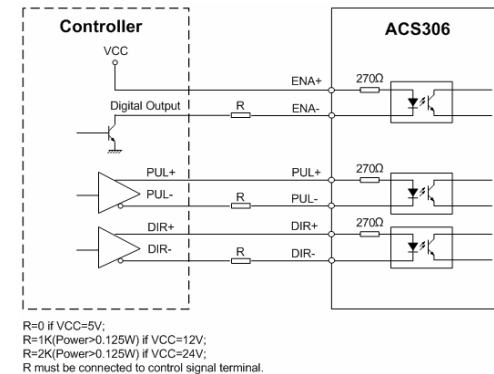 Controller
ACS306
VCC
ENA+
270Ω
Digital Output
R
ENA-
PUL+
PUL+
270Ω
PUL-
R
PUL-
DIR+
DIR+
270Ω
DIR-
R
DIR-
R=0 if VCC=5V;
R=1K(Power>0.125W) if VCC=12V;
R=2K(Power>0.125W) if VCC=24V;
R must be connected to control signal terminal.